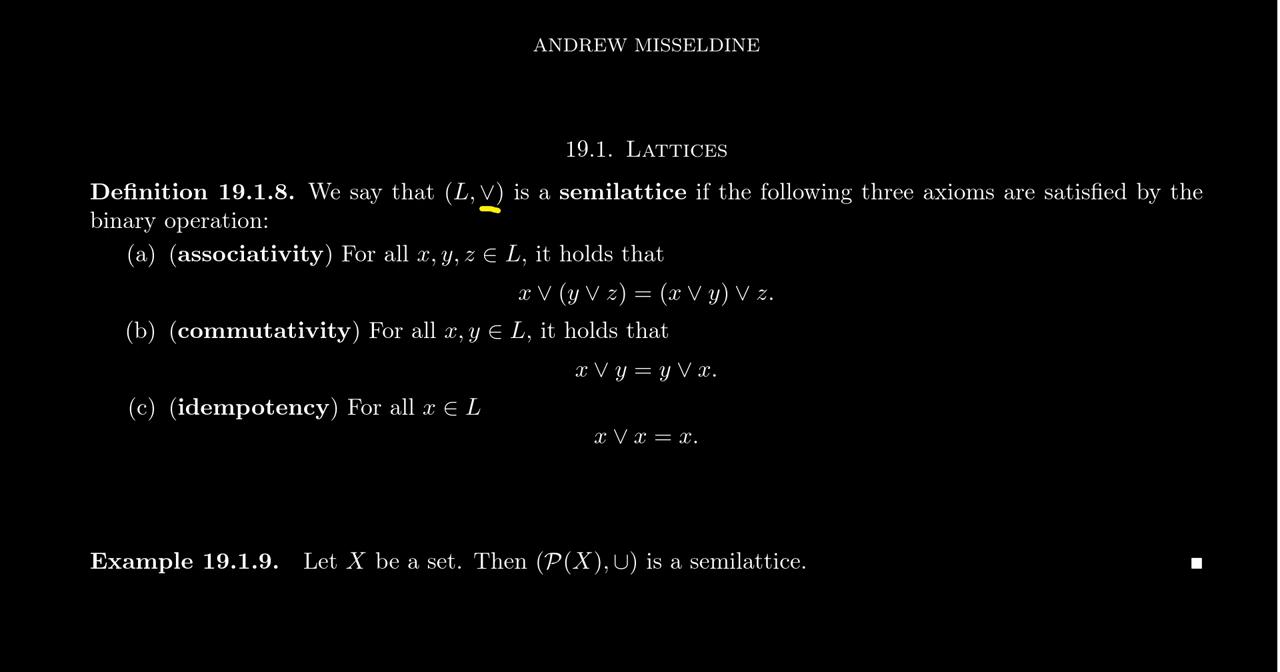 ANDREW MISSELDINE
19.1. LATTICES
Definition 19.1.8. We say that (L, ∨) is a semilattice if the following three axioms are satisfied by the
binary operation:
(a) (associativity) For all x, y, z ∈ L, it holds that
x ∨ (y ∨ z) = (x ∨ y) ∨ z.
(b) (commutativity) For all x, y ∈ L, it holds that
x ∨ y = y ∨ x.
(c) (idempotency) For all x ∈ L
x ∨ x = x.
Example 19.1.9. Let X be a set. Then (𝒫(X), ∪) is a semilattice. ■